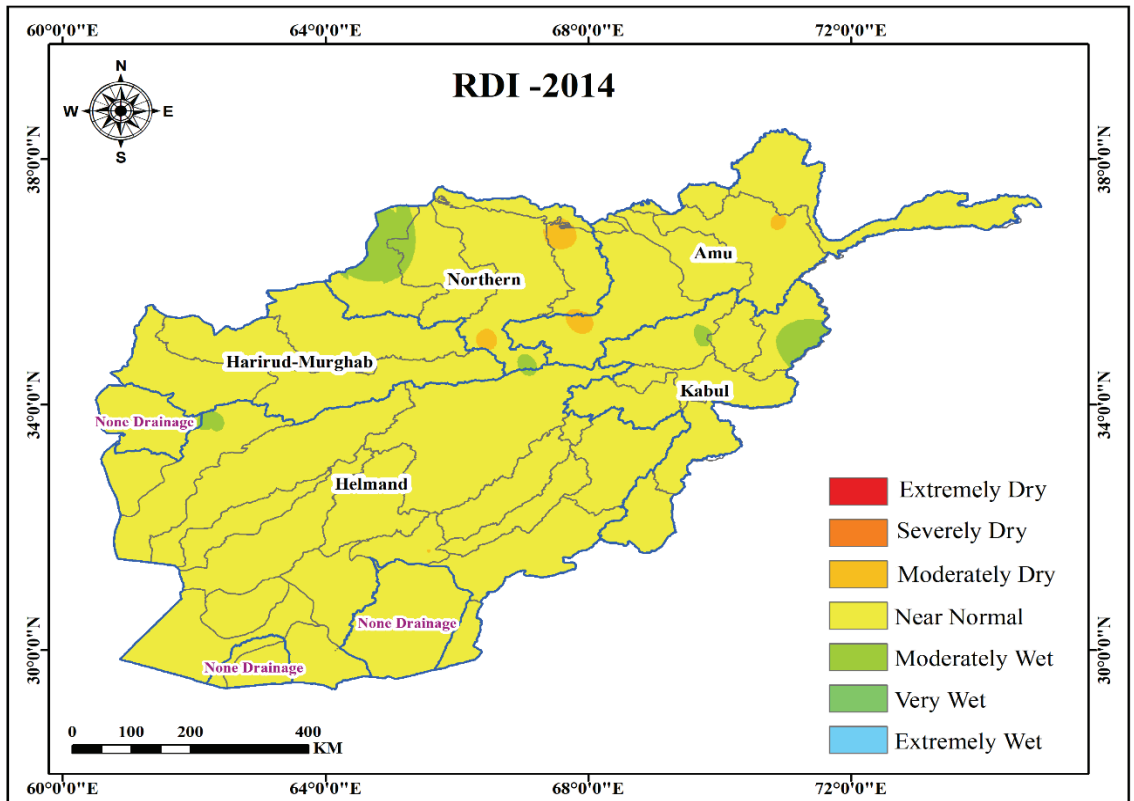 60°0'0"E 64°0'0"E 68°0'0"E 72°0'0"E
N
W E
S
RDI -2014
38°0'0"N 38°0'0"N
Amu
Northern
Harirud-Murghab
Kabul
34°0'0"N 34°0'0"N
None Drainage
Helmand
Extremely Dry
Severely Dry
Moderately Dry
Near Normal
None Drainage
Moderately Wet
None Drainage
30°0'0"N 30°0'0"N
Very Wet
Extremely Wet
0 100 200 400
KM
60°0'0"E 64°0'0"E 68°0'0"E 72°0'0"E